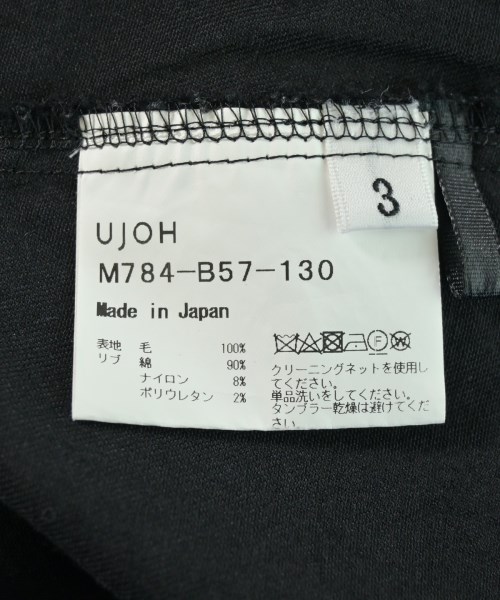 3
UJOH
M784-B57-130
Made in Japan
表地 毛 100%
リブ 綿 90%
ナイロン 8%
ポリウレタン 2%
F W
クリーニングネットを使用し
てください。
単品洗いをしてください。
タンブラー乾燥は避けてくだ
さい。